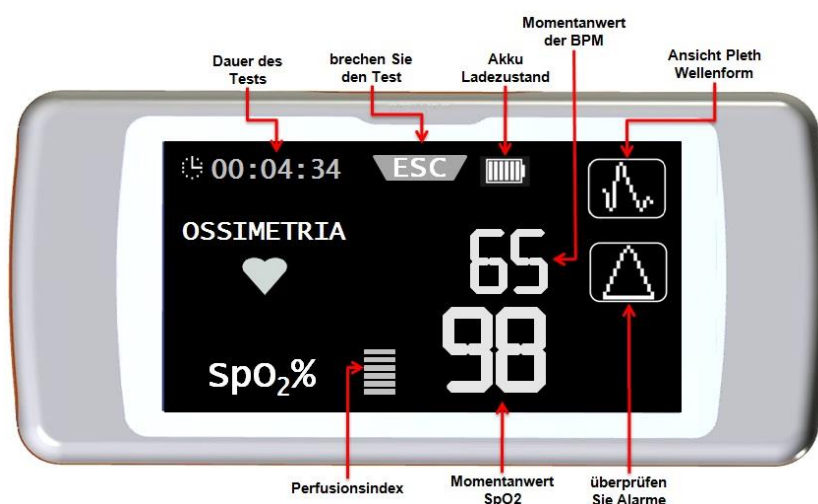 Momentanwert
der BPM
Dauer des
Tests
brechen Sie
den Test
Akku
Ladezustand
Ansicht Pleth
Wellenform
00:04:34
ESC
OSSIMETRIA
65
98
SpO₂%
Perfusionsindex
Momentanwert
SpO2
überprüfen
Sie Alarme